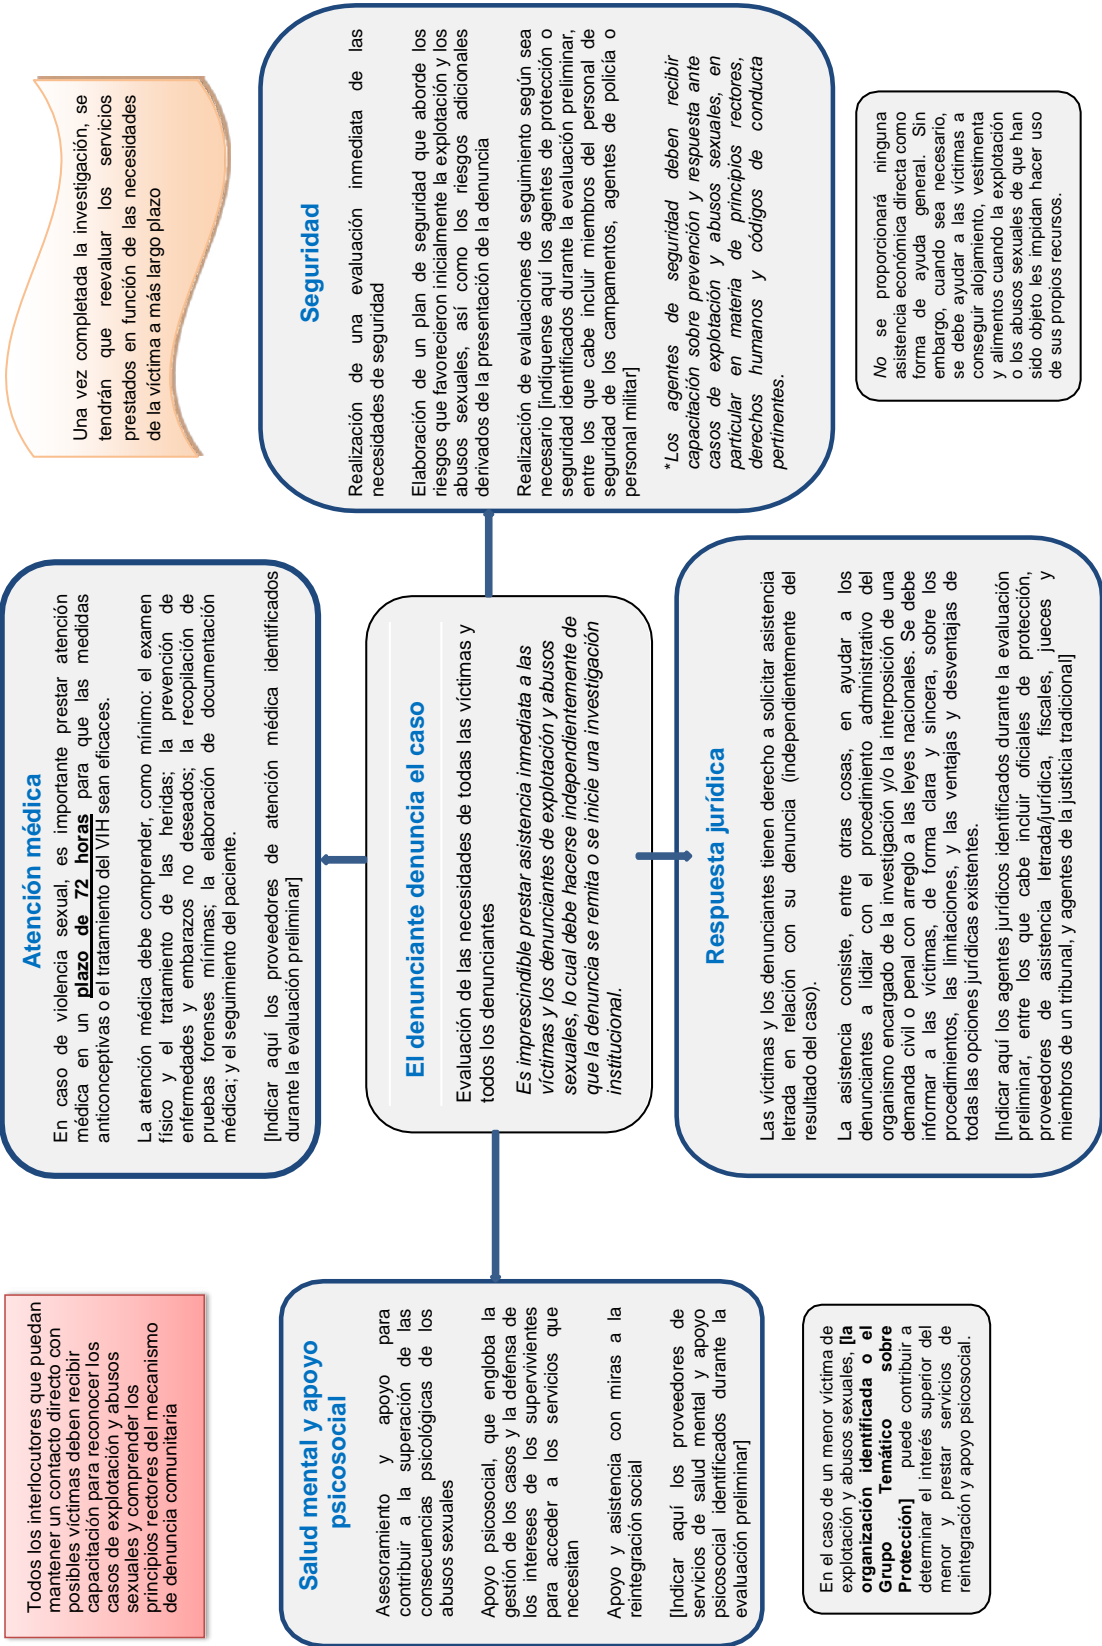 Todos los interlocutores que puedan
mantener un contacto directo con
posibles víctimas deben recibir
capacitación para reconocer los
casos de explotación y abusos
sexuales y comprender los
principios rectores del mecanismo
de denuncia comunitaria
Atención médica
En caso de violencia sexual, es importante prestar atención
médica en un plazo de 72 horas para que las medidas
anticonceptivas o el tratamiento del VIH sean eficaces.
La atención médica debe comprender, como mínimo: el examen
físico y el tratamiento de las heridas; la prevención de
enfermedades y embarazos no deseados; la recopilación de
pruebas forenses mínimas; la elaboración de documentación
médica; y el seguimiento del paciente.
[Indicar aquí los proveedores de atención médica identificados
durante la evaluación preliminar]
Una vez completada la investigación, se
tendrán que reevaluar los servicios
prestados en función de las necesidades
de la víctima a más largo plazo
Salud mental y apoyo
psicosocial
Asesoramiento y apoyo para
contribuir a la superación de las
consecuencias psicológicas de los
abusos sexuales
Apoyo psicosocial, que engloba la
gestión de los casos y la defensa de
los intereses de los supervivientes
para acceder a los servicios que
necesitan
Apoyo y asistencia con miras a la
reintegración social
[Indicar aquí los proveedores de
servicios de salud mental y apoyo
psicosocial identificados durante la
evaluación preliminar]
El denunciante denuncia el caso
Evaluación de las necesidades de todas las víctimas y
todos los denunciantes
Es imprescindible prestar asistencia inmediata a las
víctimas y los denunciantes de explotación y abusos
sexuales, lo cual debe hacerse independientemente de
que la denuncia se remita o se inicie una investigación
institucional.
Seguridad
Realización de una evaluación inmediata de las
necesidades de seguridad
Elaboración de un plan de seguridad que aborde los
riesgos que favorecieron inicialmente la explotación y los
abusos sexuales, así como los riesgos adicionales
derivados de la presentación de la denuncia
Realización de evaluaciones de seguimiento según sea
necesario [indíquense aquí los agentes de protección o
seguridad identificados durante la evaluación preliminar,
entre los que cabe incluir miembros del personal de
seguridad de los campamentos, agentes de policía o
personal militar]
*Los agentes de seguridad deben recibir
capacitación sobre prevención y respuesta ante
casos de explotación y abusos sexuales, en
particular en materia de principios rectores,
derechos humanos y códigos de conducta
pertinentes.
En el caso de un menor víctima de
explotación y abusos sexuales, [la
organización identificada o el
Grupo Temático sobre
Protección] puede contribuir a
determinar el interés superior del
menor y prestar servicios de
reintegración y apoyo psicosocial.
Respuesta jurídica
Las víctimas y los denunciantes tienen derecho a solicitar asistencia
letrada en relación con su denuncia (independientemente del
resultado del caso).
La asistencia consiste, entre otras cosas, en ayudar a los
denunciantes a lidiar con el procedimiento administrativo del
organismo encargado de la investigación y/o la interposición de una
demanda civil o penal con arreglo a las leyes nacionales. Se debe
informar a las víctimas, de forma clara y sincera, sobre los
procedimientos, las limitaciones, y las ventajas y desventajas de
todas las opciones jurídicas existentes.
[Indicar aquí los agentes jurídicos identificados durante la evaluación
preliminar, entre los que cabe incluir oficiales de protección,
proveedores de asistencia letrada/jurídica, fiscales, jueces y
miembros de un tribunal, y agentes de la justicia tradicional]
No se proporcionará ninguna
asistencia económica directa como
forma de ayuda general. Sin
embargo, cuando sea necesario,
se debe ayudar a las víctimas a
conseguir alojamiento, vestimenta
y alimentos cuando la explotación
o los abusos sexuales de que han
sido objeto les impidan hacer uso
de sus propios recursos.